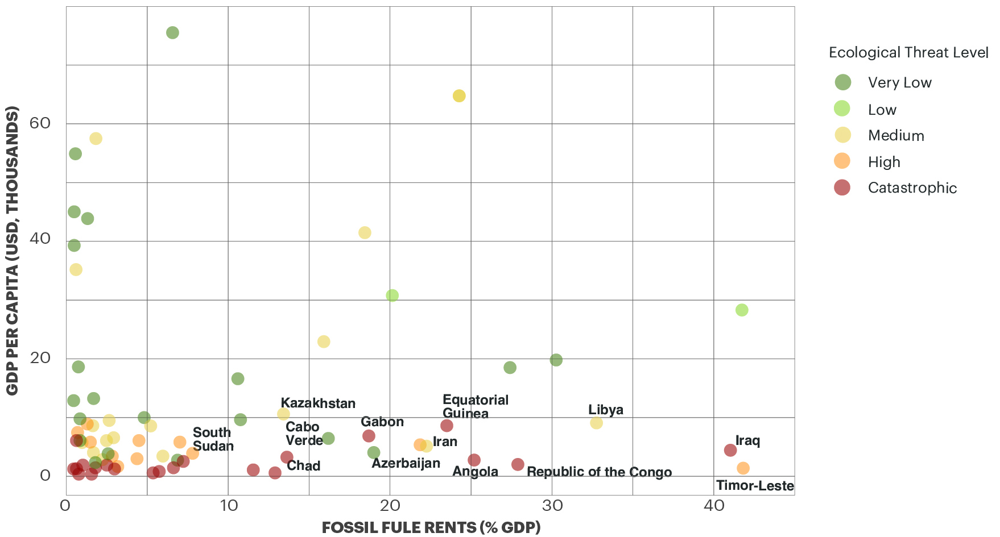 GDP PER CAPITA (USD, THOUSANDS)
60
40
20
0
0
10
20
30
40
FOSSIL FULE RENTS (% GDP)
South
Sudan
Kazakhstan
Cabo
Verde
Chad
Gabon
Azerbaijan
Equatorial
Guinea
Iran
Angola
Republic of the Congo
Libya
Iraq
Timor-Leste
Ecological Threat Level
Very Low
Low
Medium
High
Catastrophic